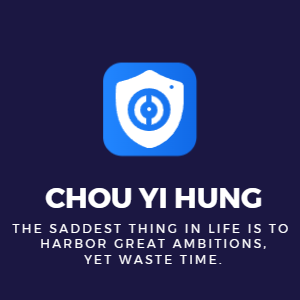 CHOU YI HUNG
THE SADDEST THING IN LIFE IS TO
HARBOR GREAT AMBITIONS,
YET WASTE TIME.